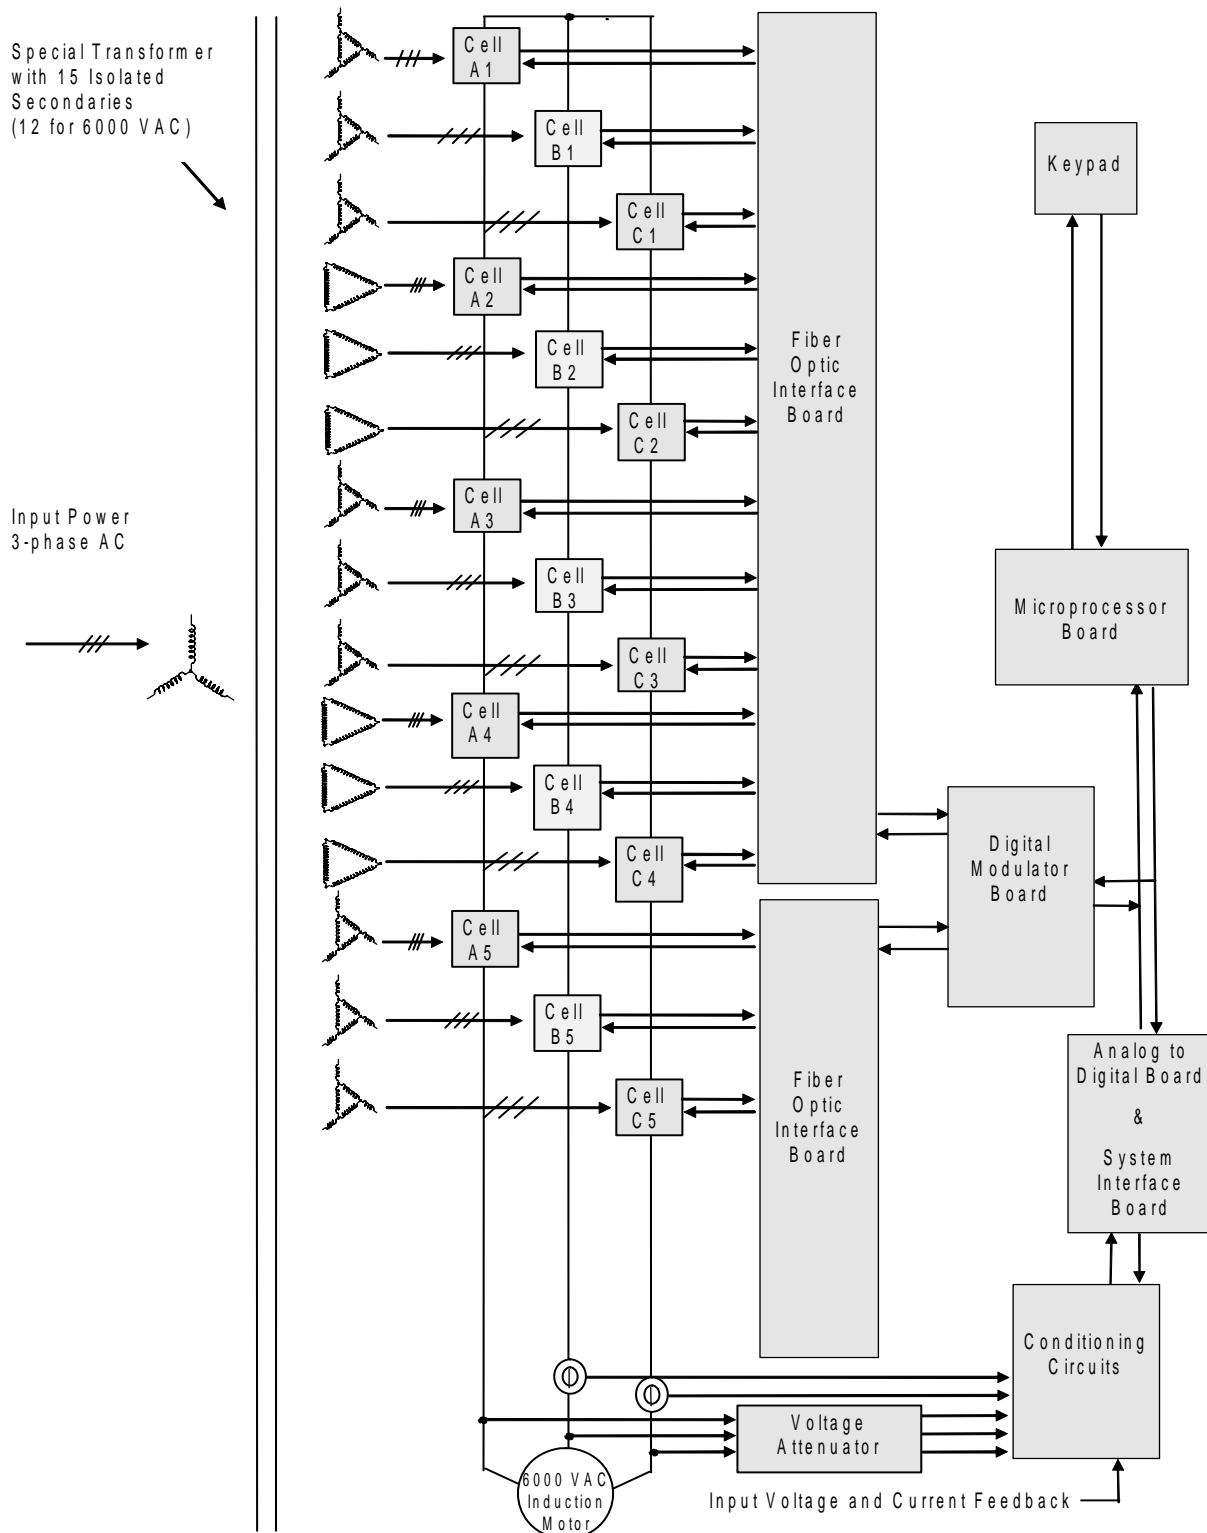 Special Transformer
with 15 Isolated
Secondaries
(12 for 6000 VAC)
Input Power
3-phase AC
Cell
A1
Cell
B1
Cell
C1
Cell
A2
Cell
B2
Cell
C2
Cell
A3
Cell
B3
Cell
C3
Cell
A4
Cell
B4
Cell
C4
Cell
A5
Cell
B5
Cell
C5
Fiber
Optic
Interface
Board
Fiber
Optic
Interface
Board
Keypad
Microprocessor
Board
Digital
Modulator
Board
Analog to
Digital Board
&
System
Interface
Board
Conditioning
Circuits
Voltage
Attenuator
Input Voltage and Current Feedback
6000 VAC
Induction
Motor